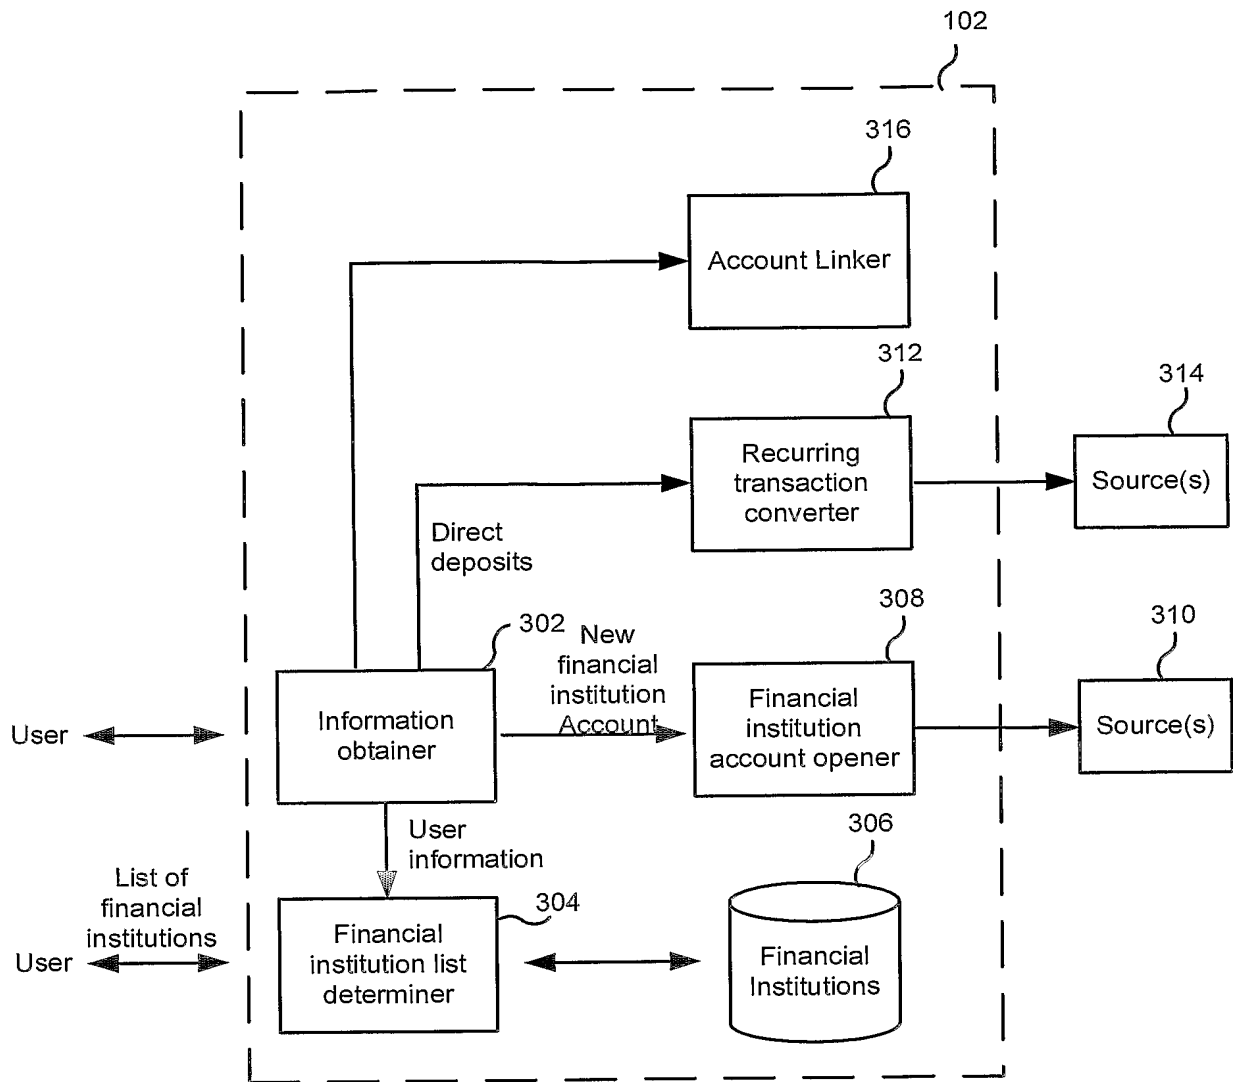 102
316
Account Linker
312
314
Recurring
transaction
converter
Source(s)
Direct
deposits
308
310
302
New
financial
institution
Account
User
Information
obtainer
Financial
institution
account opener
Source(s)
User
information
306
List of
financial
institutions
304
User
Financial
institution list
determiner
Financial
Institutions